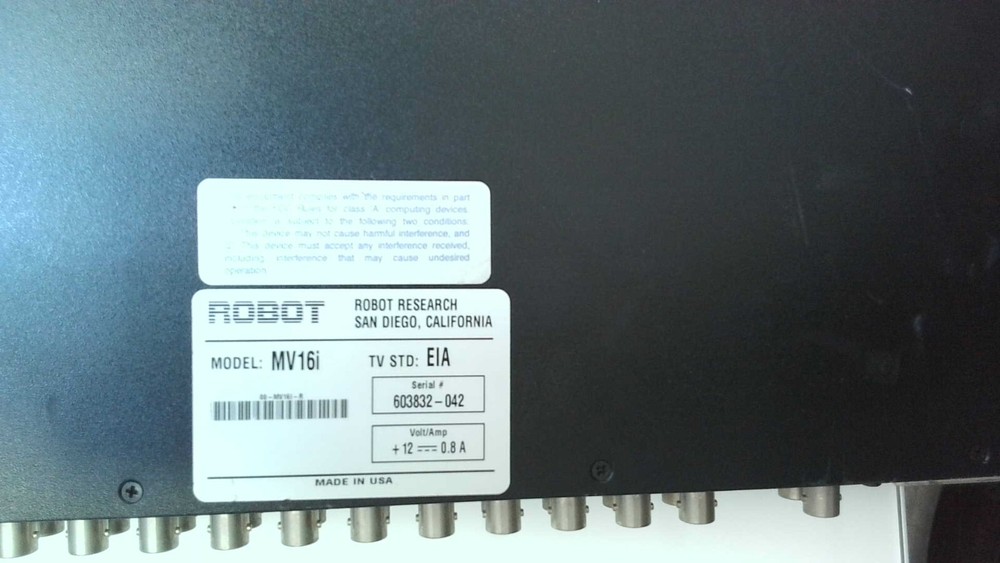 complies with the requirements in part
for class A computing devices.
is subject to the following two conditions:
device may not cause harmful interference, and
This device must accept any interference received,
including interference that may cause undesired
operation.
ROBOT
ROBOT RESEARCH
SAN DIEGO, CALIFORNIA
MODEL: MV16i
TV STD: EIA
Serial #
603832-042
Volt/Amp
+12 ⎓ 0.8 A
MADE IN USA